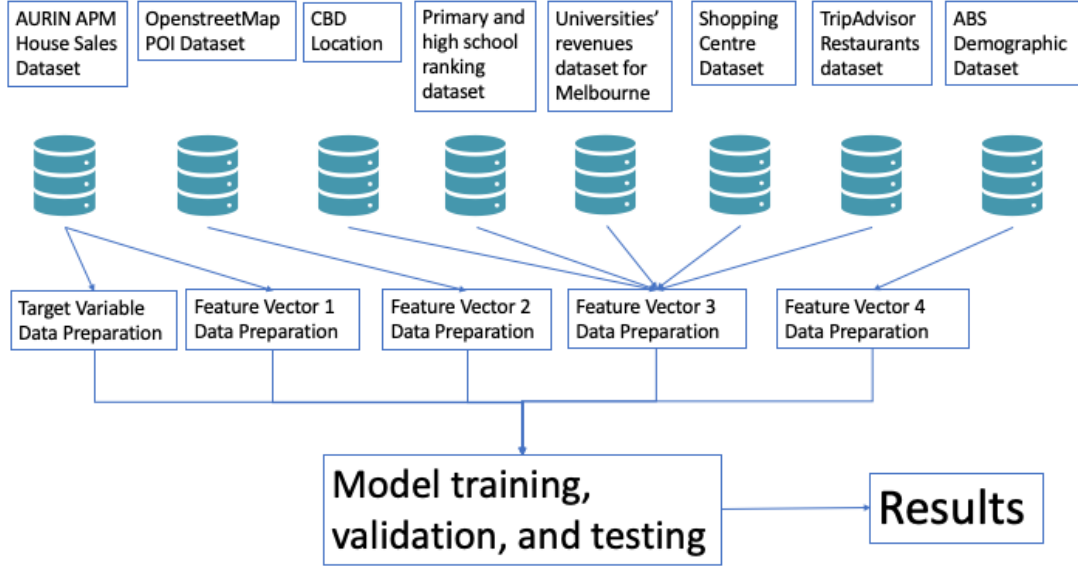 AURIN APM
House Sales
Dataset
OpenstreetMap
POI Dataset
CBD
Location
Primary and
high school
ranking
dataset
Universities’
revenues
dataset for
Melbourne
Shopping
Centre
Dataset
TripAdvisor
Restaurants
dataset
ABS
Demographic
Dataset
Target Variable
Data Preparation
Feature Vector 1
Data Preparation
Feature Vector 2
Data Preparation
Feature Vector 3
Data Preparation
Feature Vector 4
Data Preparation
Model training,
validation, and testing
Results